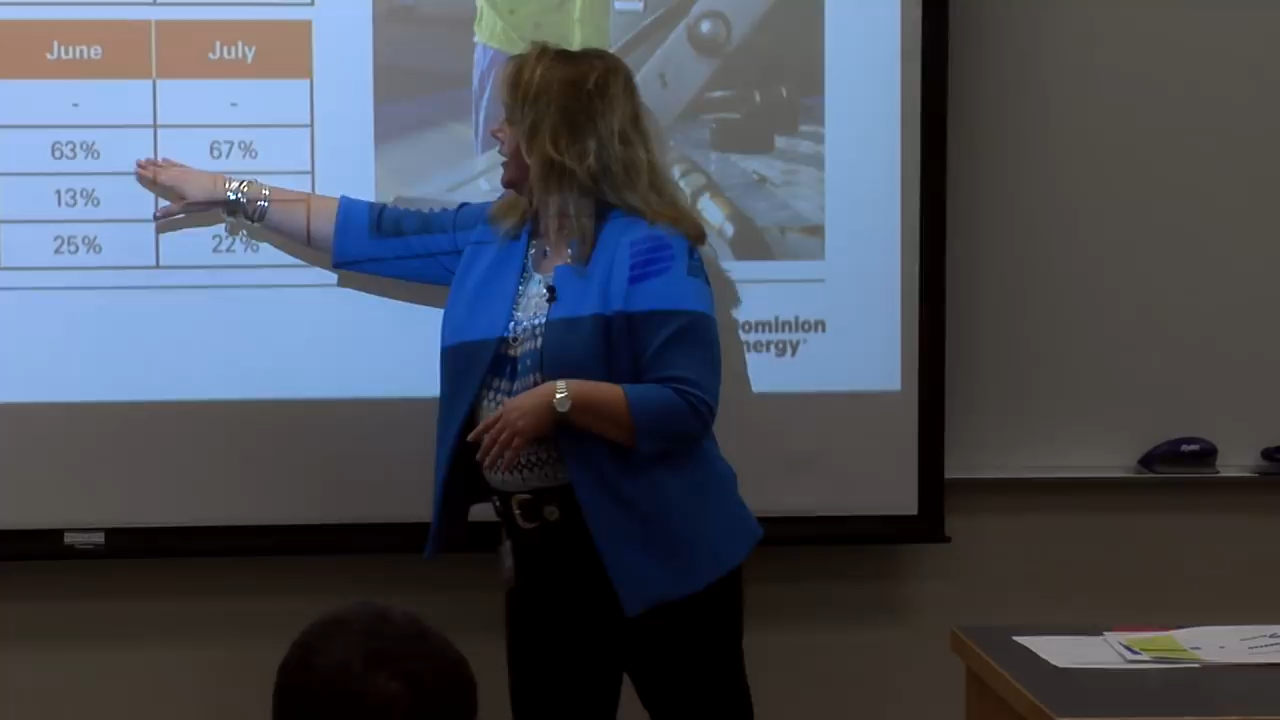 June July
- -
63% 67%
13%
25% 22%
ominion
nergy